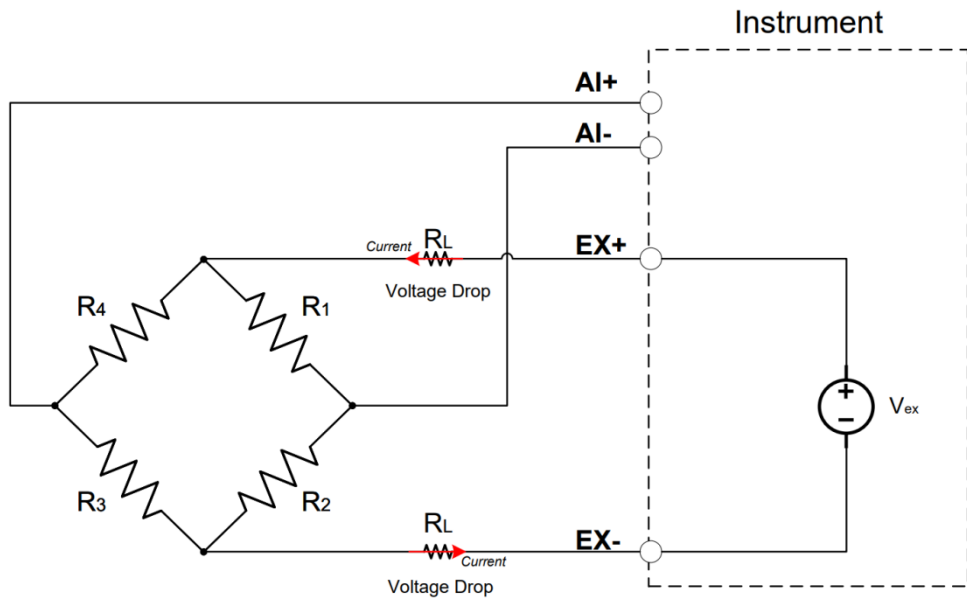 Instrument
AI+
AI-
Current
RL
EX+
Voltage Drop
R4
R1
+
−
Vex
R3
R2
RL
EX-
Current
Voltage Drop